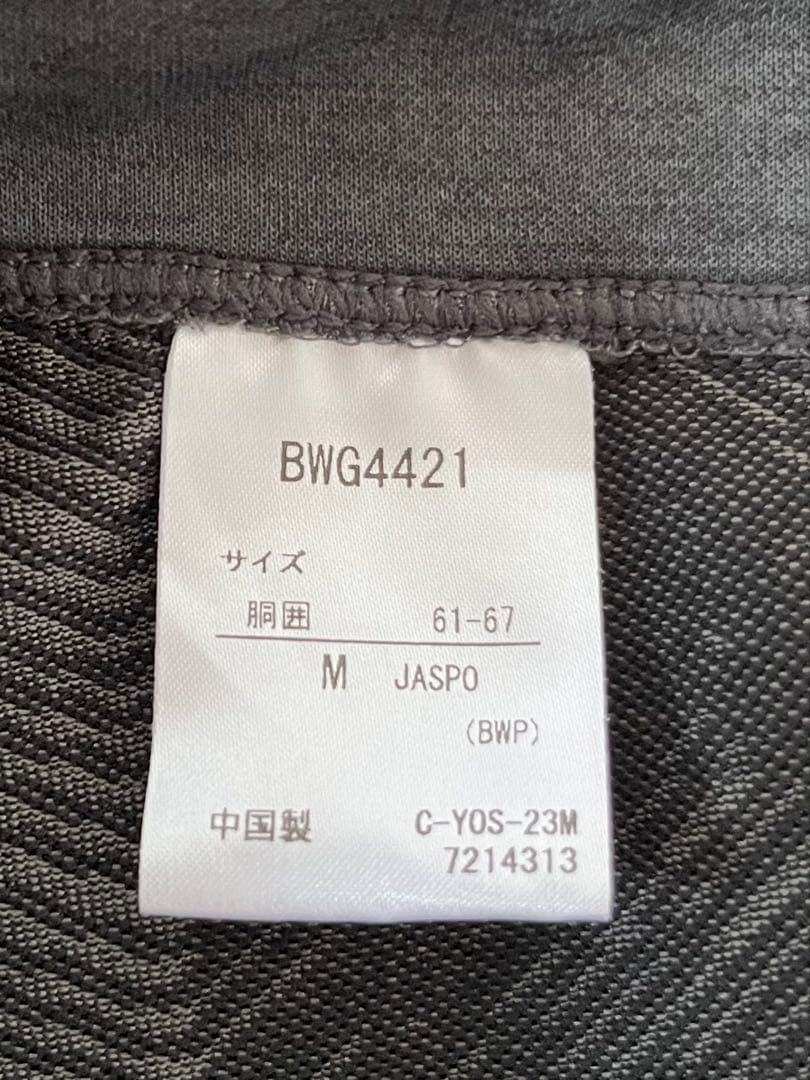 BWG4421
サイズ
胴囲 61-67
M JASPO
(BWP)
中国製 C-YOS-23M
7214313